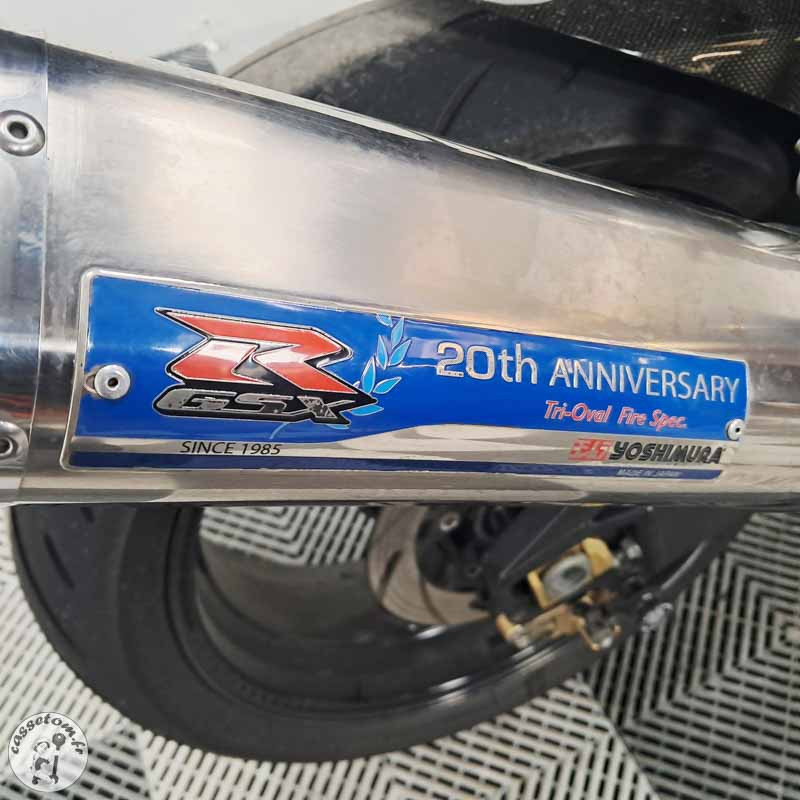 R
GSX
20th ANNIVERSARY
Tri-Oval Fire Spec.
SINCE 1985
YOSHIMURA
MADE IN JAPAN
cassetom.fr